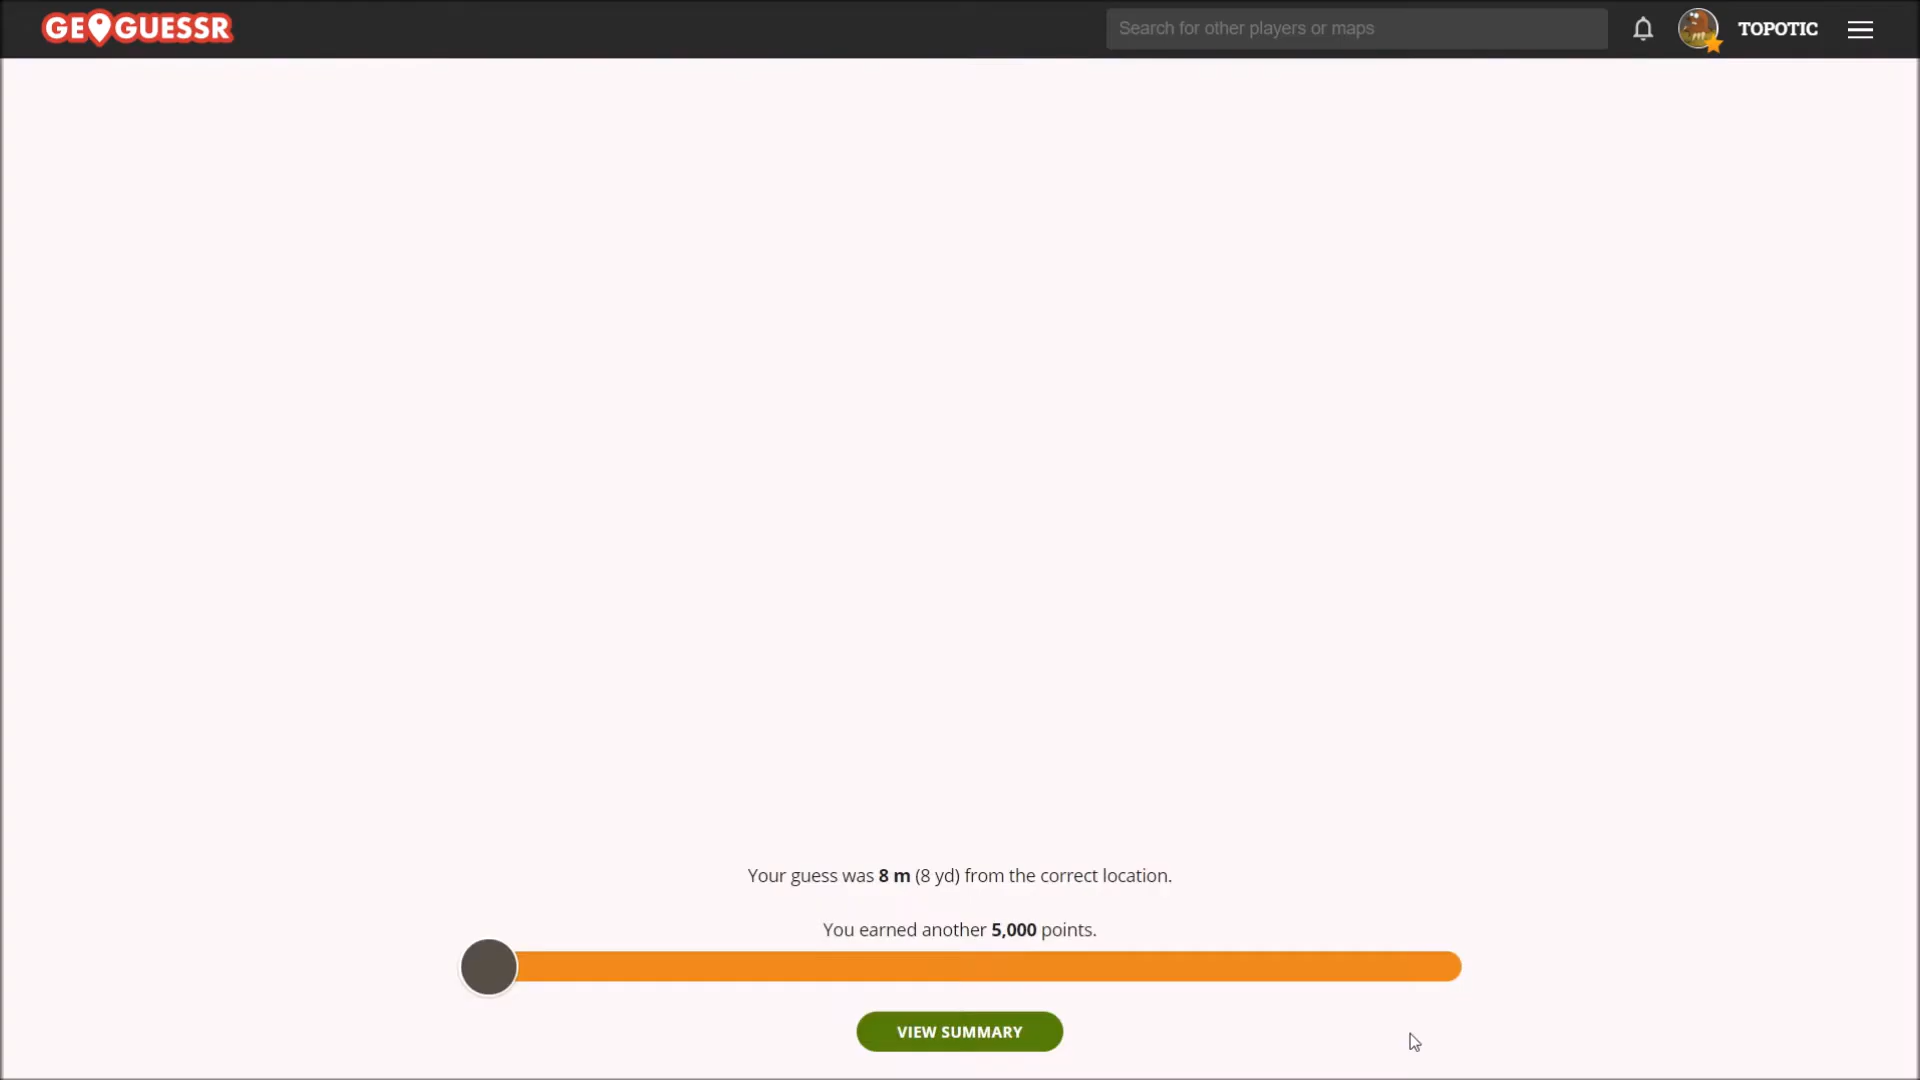 GEOGUESSR
Search for other players or maps
TOPOTIC
Your guess was 8 m (8 yd) from the correct location.
You earned another 5,000 points.
VIEW SUMMARY